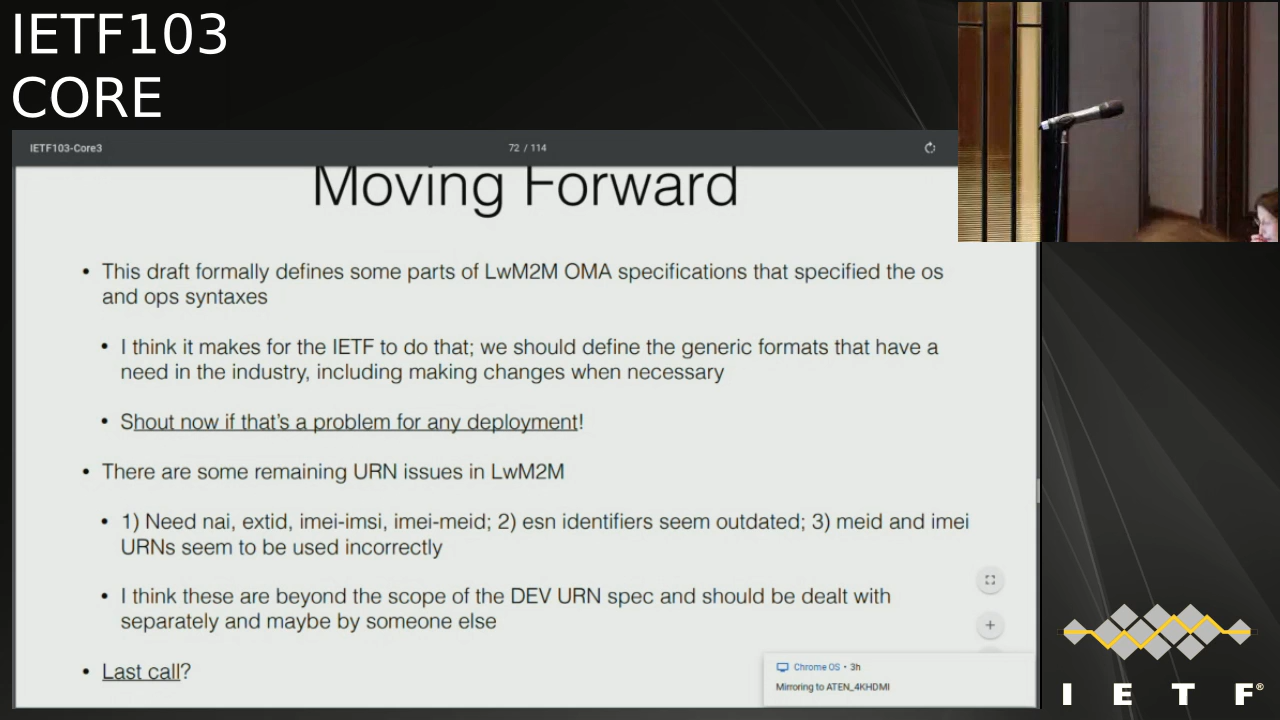 IETF103
CORE
IETF103-Core3
72 / 114
Moving Forward
• This draft formally defines some parts of LwM2M OMA specifications that specified the os
and ops syntaxes
• I think it makes for the IETF to do that; we should define the generic formats that have a
need in the industry, including making changes when necessary
• Shout now if that's a problem for any deployment!
• There are some remaining URN issues in LwM2M
• 1) Need nai, extid, imei-imsi, imei-meid; 2) esn identifiers seem outdated; 3) meid and imei
URNs seem to be used incorrectly
• I think these are beyond the scope of the DEV URN spec and should be dealt with
separately and maybe by someone else
• Last call?
Chrome OS • 3h
Mirroring to ATEN_4KHDMI
I E T F®